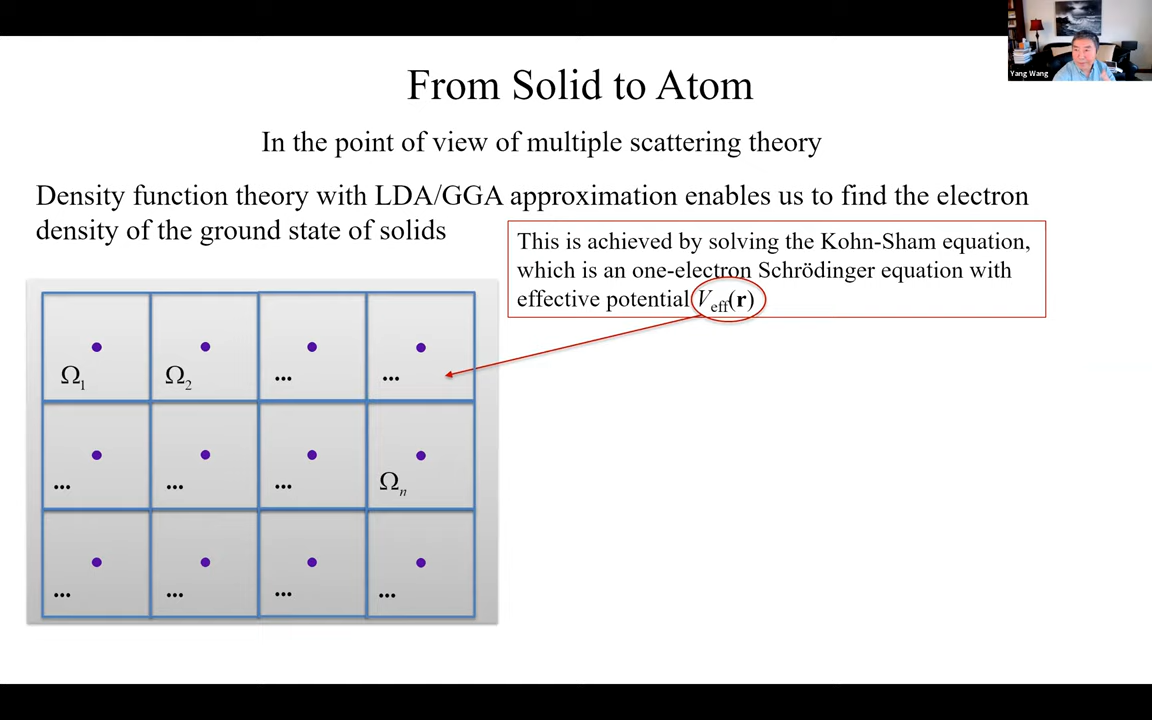 Yang Wang
From Solid to Atom
In the point of view of multiple scattering theory
Density function theory with LDA/GGA approximation enables us to find the electron
density of the ground state of solids
This is achieved by solving the Kohn-Sham equation,
which is an one-electron Schrödinger equation with
effective potential V_eff(r)
Ω₁ Ω₂ ... ...
... ... ... Ωₙ
... ... ... ...